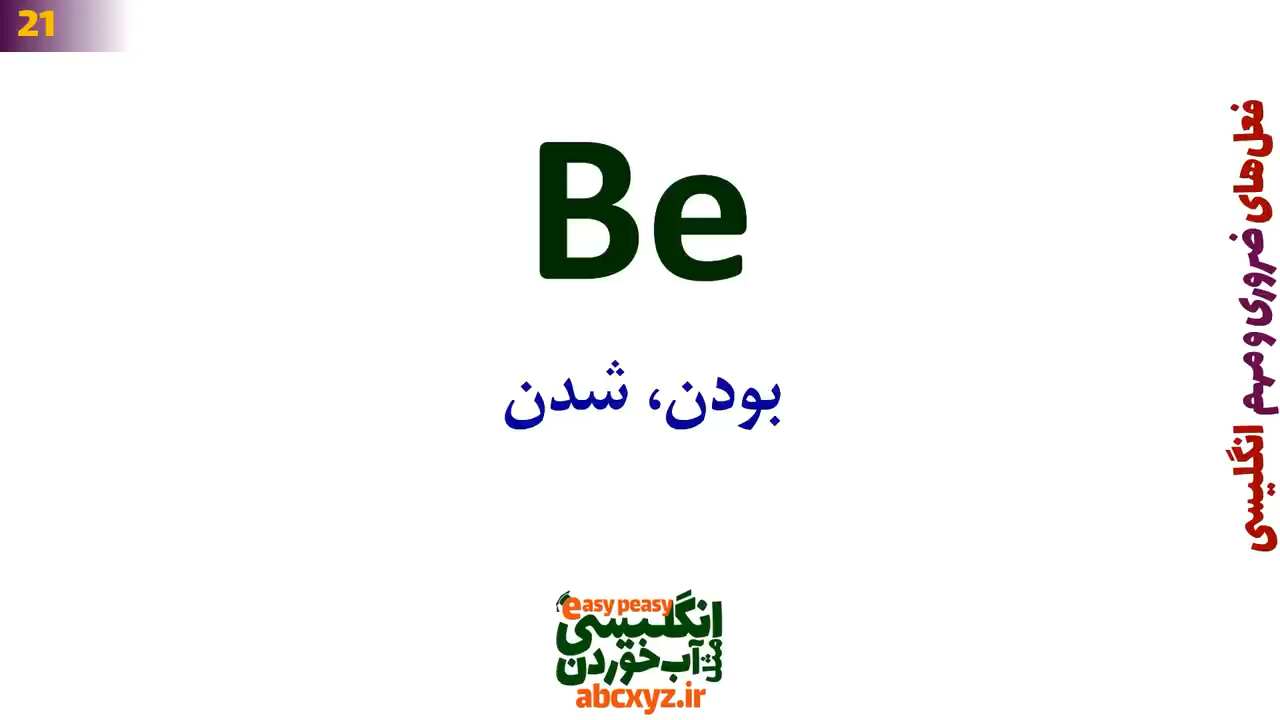 21
Be
بودن، شدن
فعل‌های ضروری و مهم انگلیسی
easy peasy
انگلیسی
مثل آب خوردن
abcxyz.ir